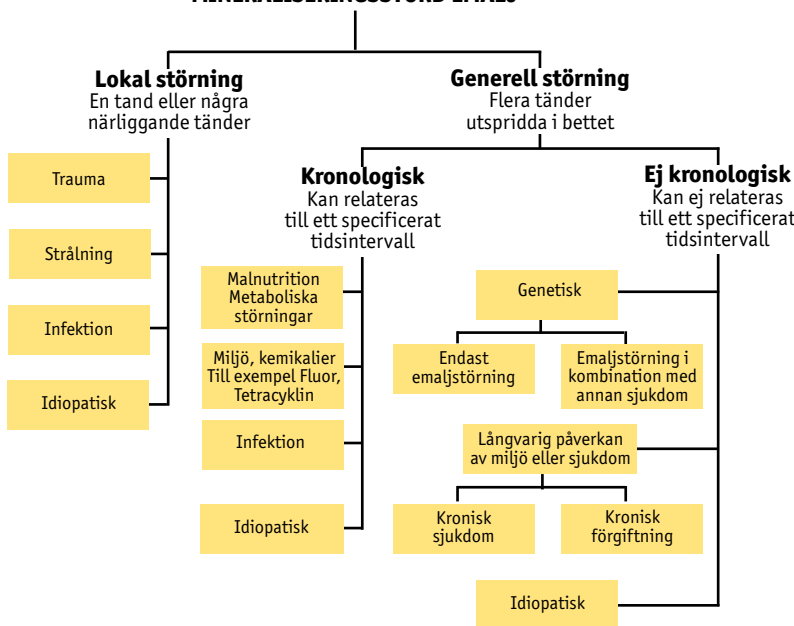 MINERALISERINGSSTÖRD EMALJ
Lokal störning
En tand eller några
närliggande tänder
Trauma
Strålning
Infektion
Idiopatisk
Generell störning
Flera tänder
utspridda i bettet
Kronologisk
Kan relateras
till ett specificerat
tidsintervall
Malnutrition
Metaboliska
störningar
Miljö, kemikalier
Till exempel Fluor,
Tetracyklin
Infektion
Idiopatisk
Ej kronologisk
Kan ej relateras
till ett specificerat
tidsintervall
Genetisk
Endast
emaljstörning
Emaljstörning i
kombination med
annan sjukdom
Långvarig påverkan
av miljö eller sjukdom
Kronisk
sjukdom
Kronisk
förgiftning
Idiopatisk